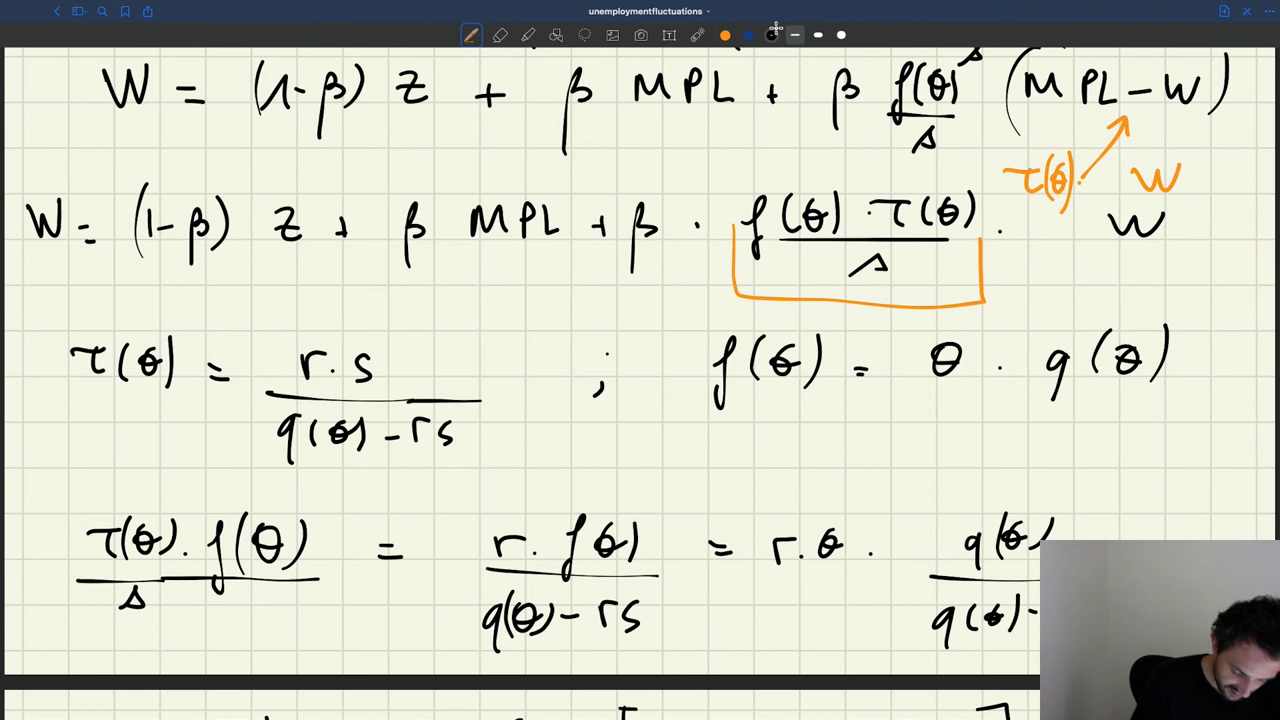 unemploymentfluctuations
W = (1-β) Z + β MPL + β f(θ)/s (MPL - W)
τ(θ). W
W = (1-β) Z + β MPL + β · f(θ) · τ(θ)/s · W
τ(θ) = r.s/q(θ) - rs ; f(θ) = θ · q(θ)
τ(θ). f(θ)/s = r. f(θ)/q(θ) - rs = r.θ . q(θ)/q(θ) -